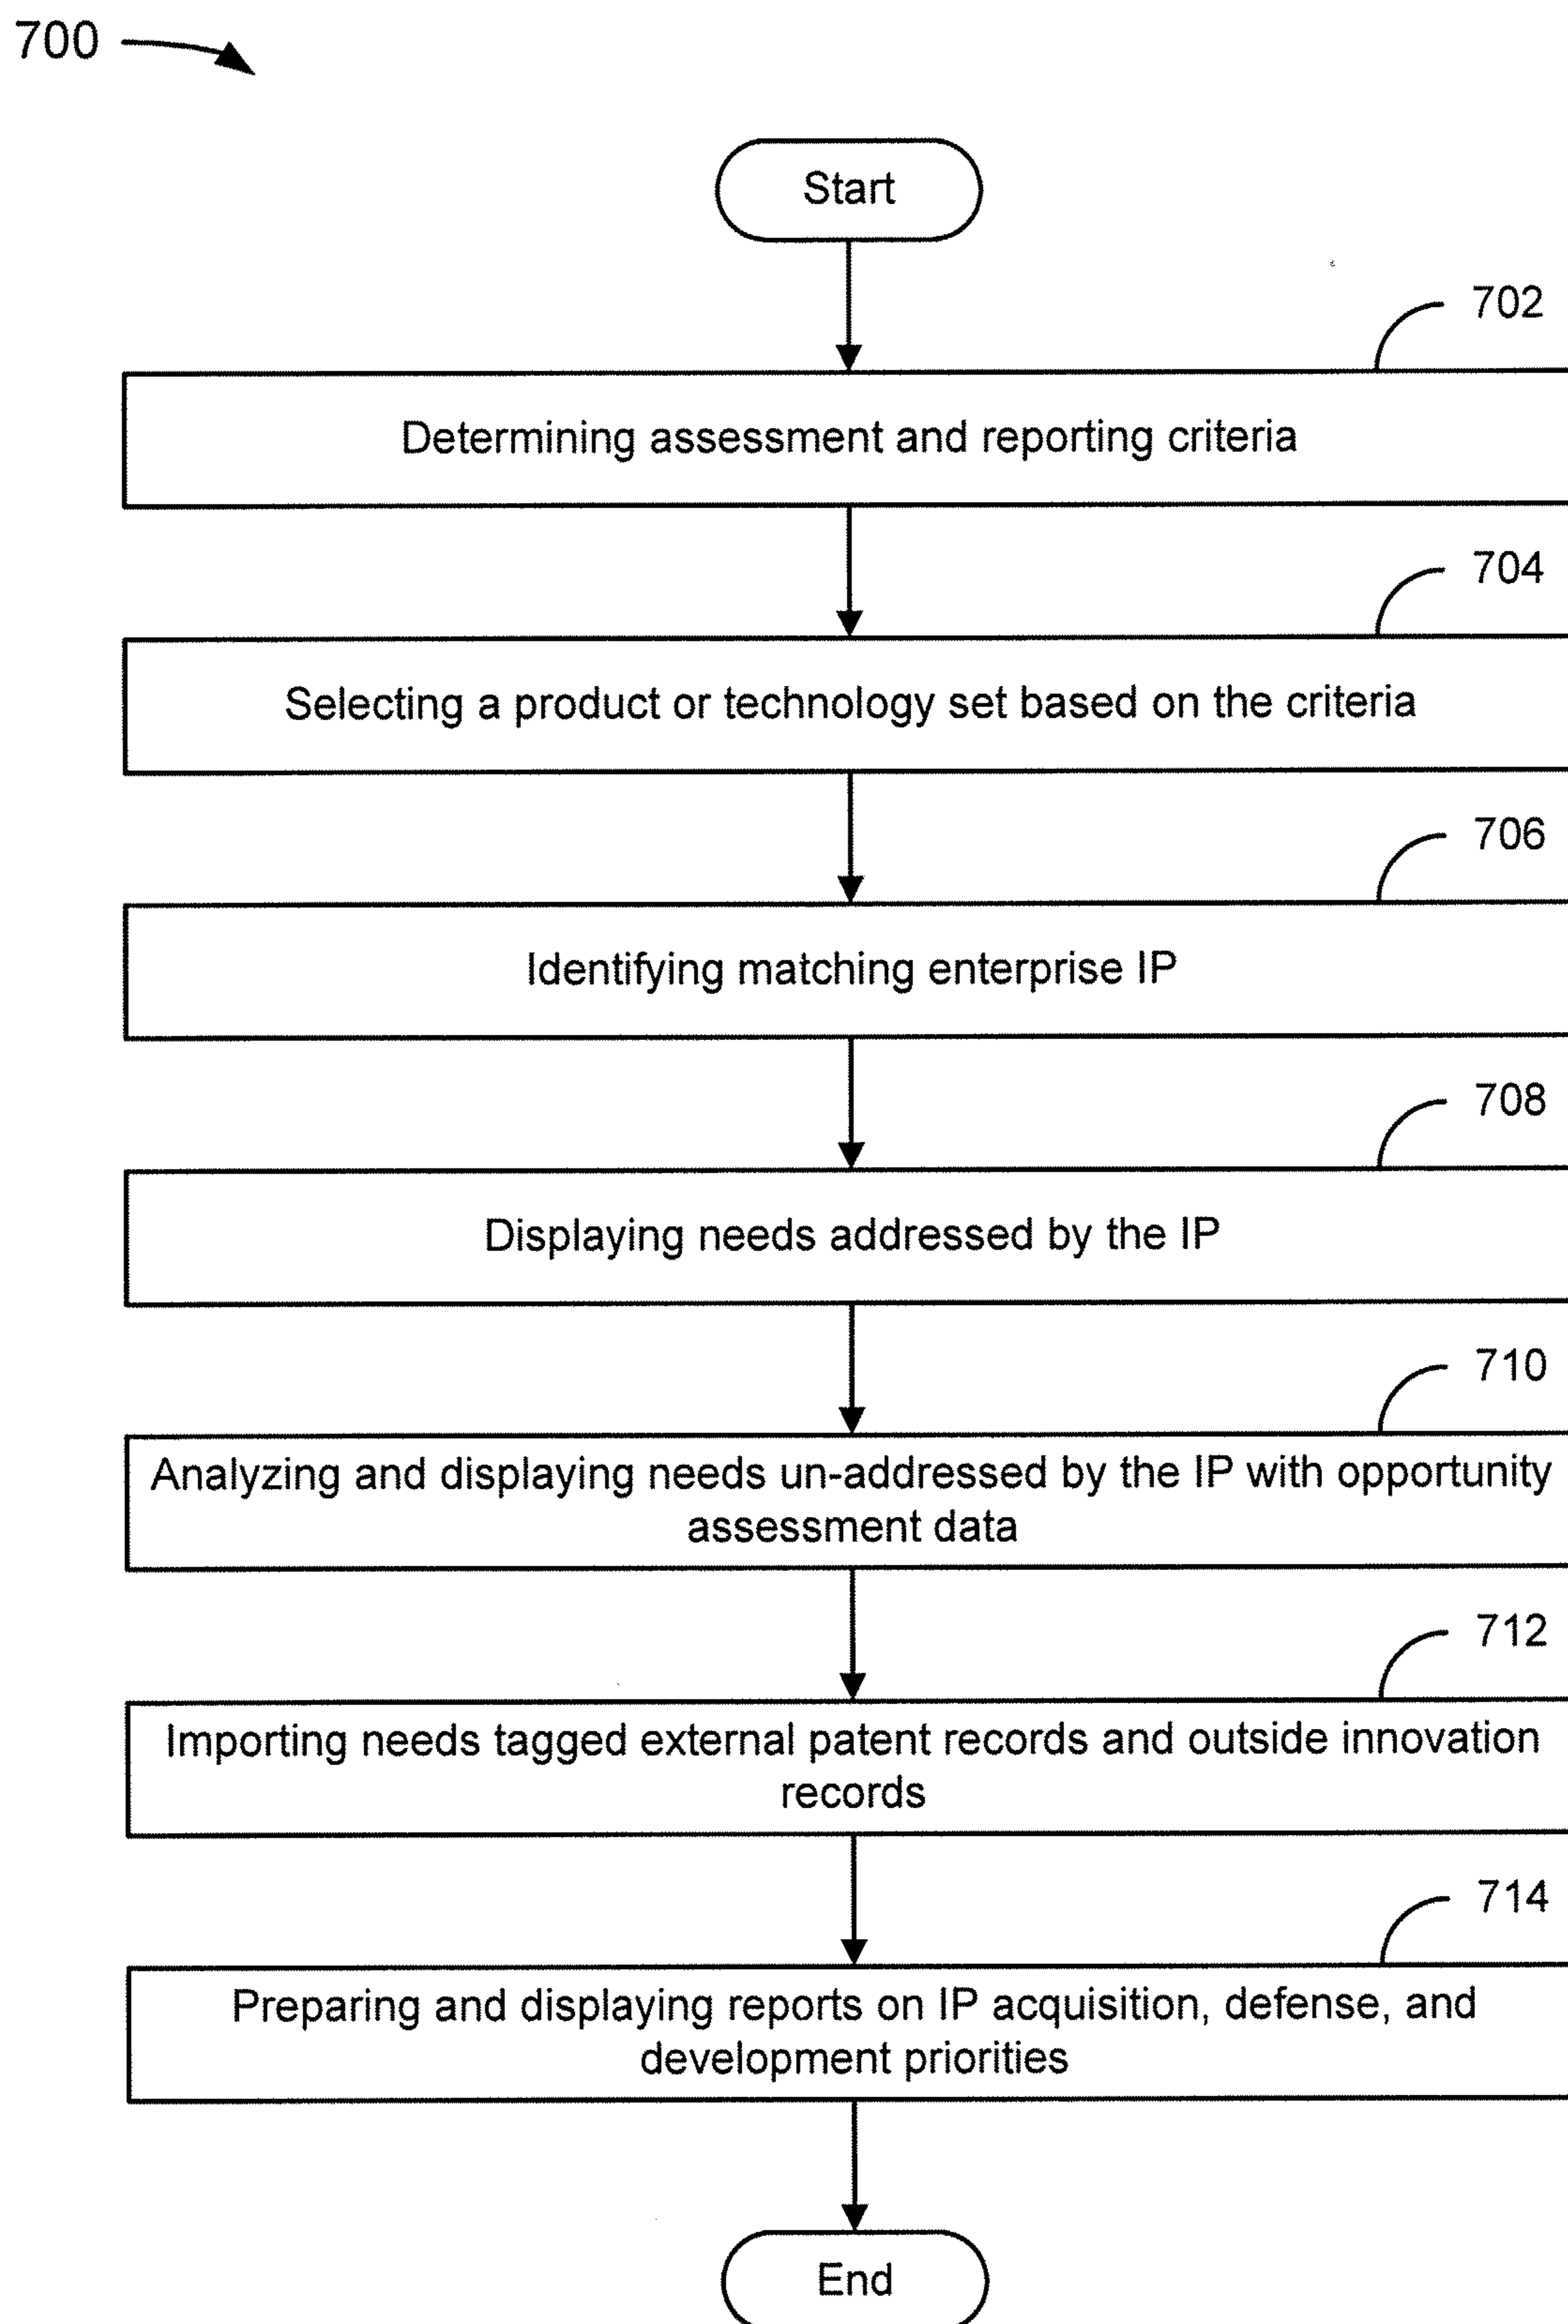 700
Start
702
Determining assessment and reporting criteria
704
Selecting a product or technology set based on the criteria
706
Identifying matching enterprise IP
708
Displaying needs addressed by the IP
710
Analyzing and displaying needs un-addressed by the IP with opportunity
assessment data
712
Importing needs tagged external patent records and outside innovation
records
714
Preparing and displaying reports on IP acquisition, defense, and
development priorities
End